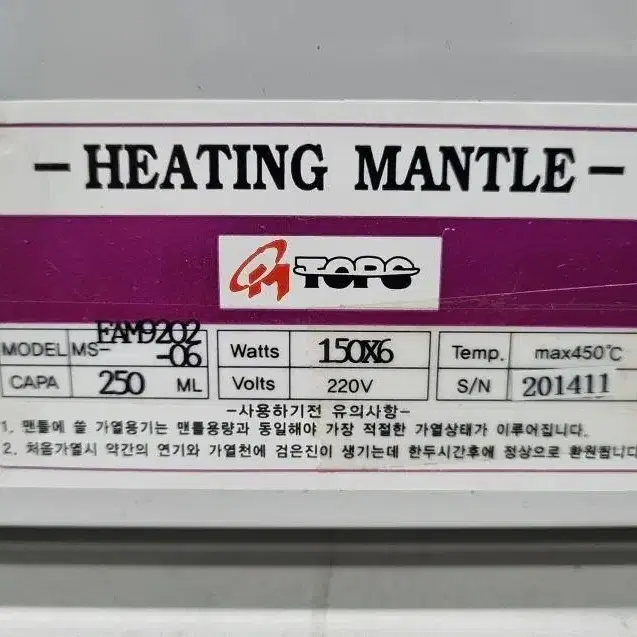 - HEATING MANTLE -
TOPS
MODEL MS- EAM9202-06 Watts 150X6 Temp. max450℃
CAPA 250 ML Volts 220V S/N 201411
-사용하기전 유의사항-
1. 맨틀에 쓸 가열용기는 맨틀용량과 동일해야 가장 적절한 가열상태가 이루어집니다.
2. 처음가열시 약간의 연기와 가열천에 검은진이 생기는데 한두시간후에 정상으로 환원됩니다